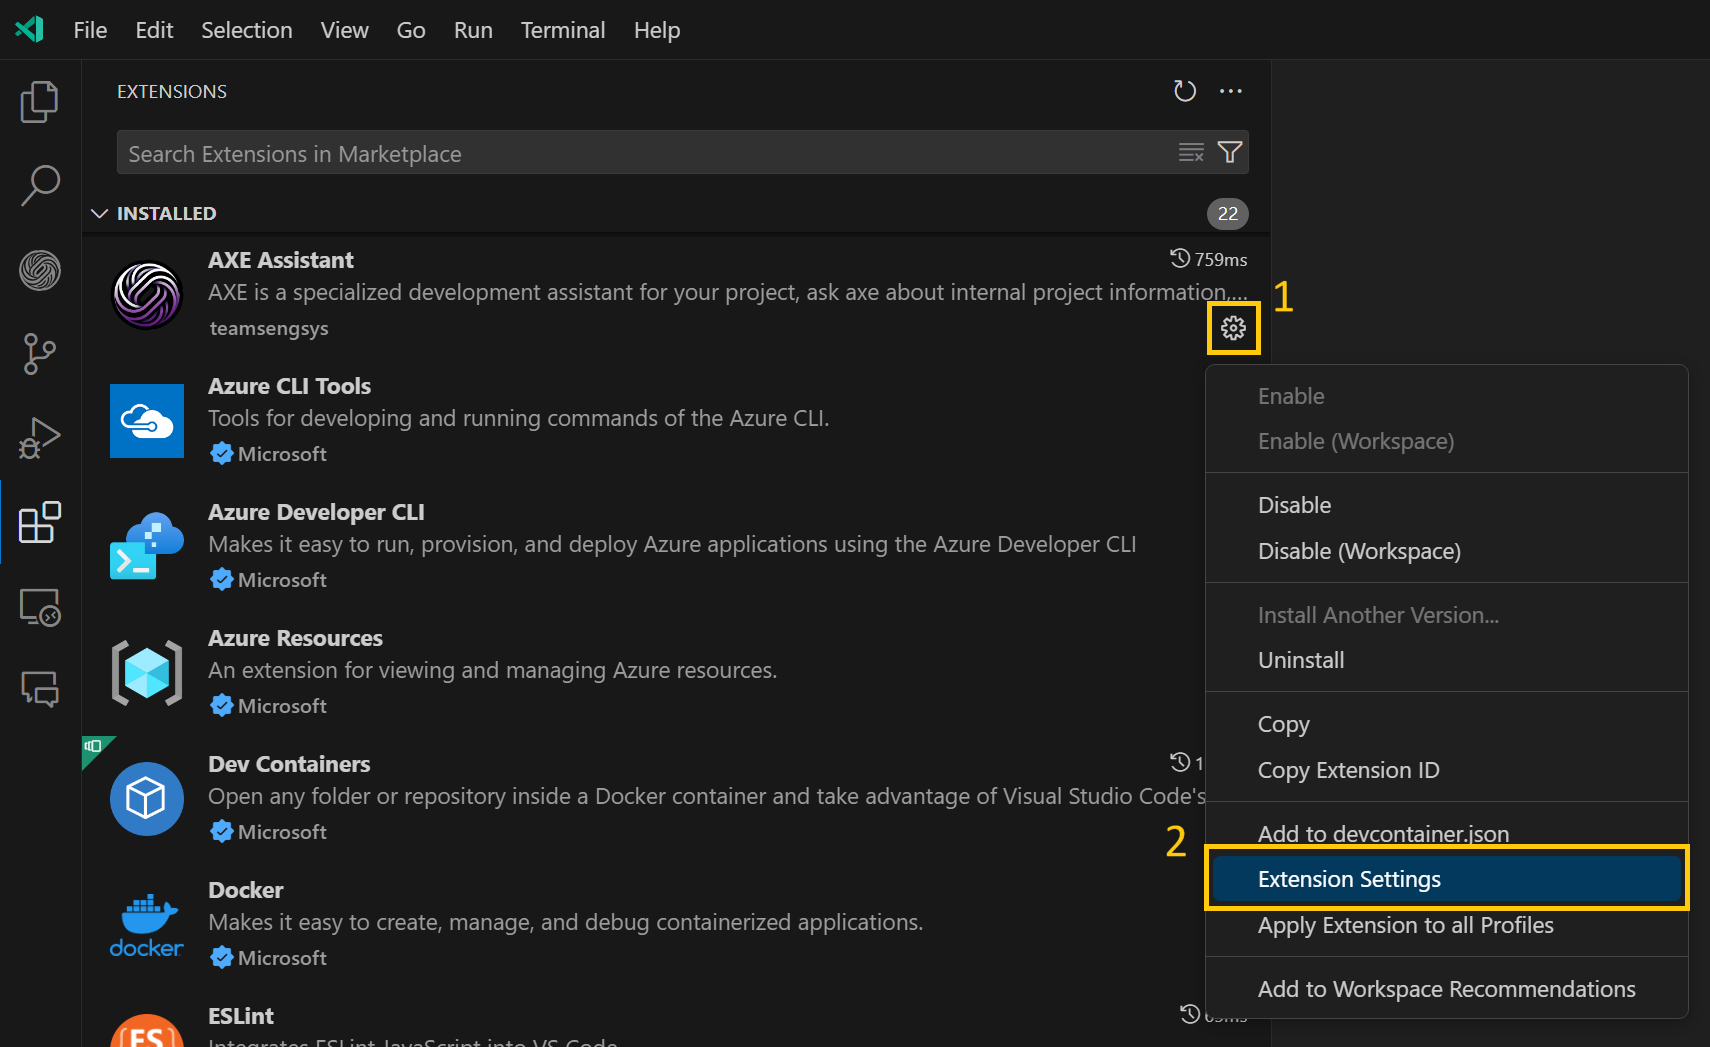 File Edit Selection View Go Run Terminal Help
EXTENSIONS
Search Extensions in Marketplace
INSTALLED 22
AXE Assistant 759ms
AXE is a specialized development assistant for your project, ask axe about internal project information,...
teamsengsys
1
Azure CLI Tools
Tools for developing and running commands of the Azure CLI.
Microsoft
Azure Developer CLI
Makes it easy to run, provision, and deploy Azure applications using the Azure Developer CLI
Microsoft
Azure Resources
An extension for viewing and managing Azure resources.
Microsoft
Dev Containers 1
Open any folder or repository inside a Docker container and take advantage of Visual Studio Code's
Microsoft
Docker
Makes it easy to create, manage, and debug containerized applications.
docker
Microsoft
ESLint
ES
Integrates ESLint JavaScript into VS Code.
Enable
Enable (Workspace)
Disable
Disable (Workspace)
Install Another Version...
Uninstall
Copy
Copy Extension ID
Add to devcontainer.json
2
Extension Settings
Apply Extension to all Profiles
Add to Workspace Recommendations